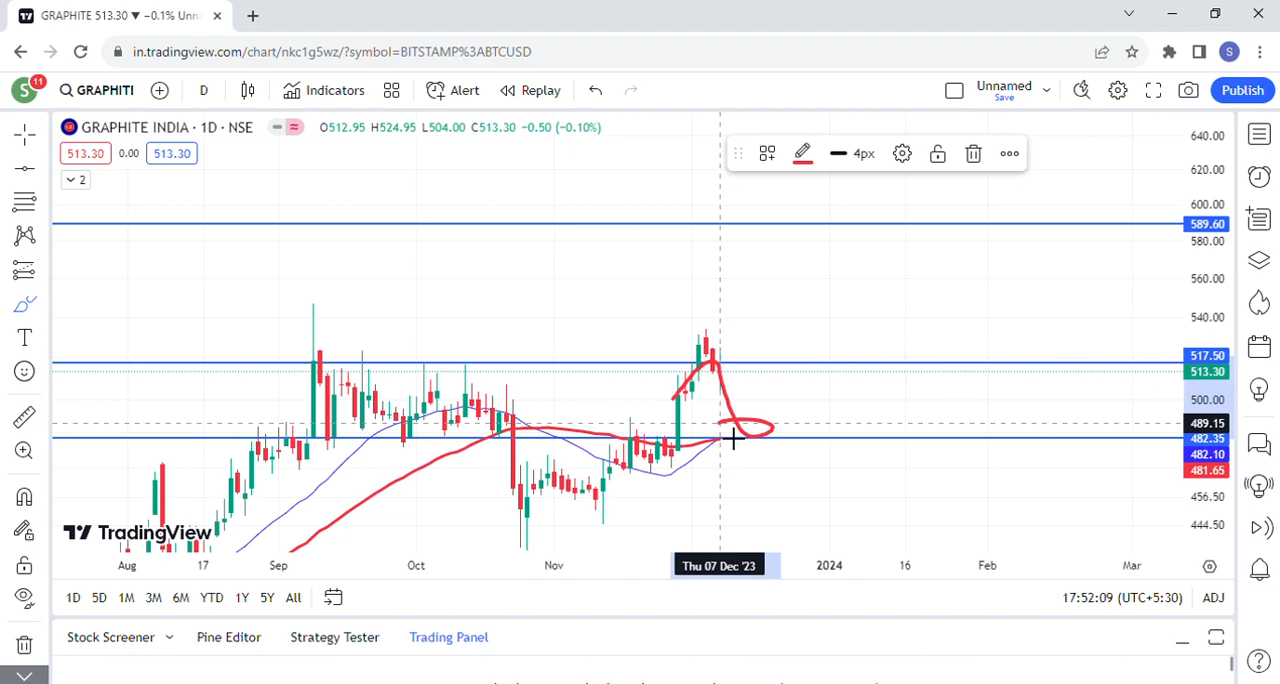 GRAPHITE 513.30 ▼ −0.1% Unna
in.tradingview.com/chart/nkc1g5wz/?symbol=BITSTAMP%3ABTCUSD
S
S 11
GRAPHITE
D
Indicators
Alert
Replay
Unnamed
Save
Publish
GRAPHITE INDIA · 1D · NSE
O512.95 H524.95 L504.00 C513.30 −0.50 (−0.10%)
513.30 0.00 513.30
2
4px
640.00
620.00
600.00
589.60
580.00
560.00
540.00
517.50
513.30
500.00
489.15
482.35
482.10
481.65
456.50
444.50
TradingView
Aug 17 Sep Oct Nov Thu 07 Dec '23 2024 16 Feb Mar
1D 5D 1M 3M 6M YTD 1Y 5Y All
17:52:09 (UTC+5:30) ADJ
Stock Screener Pine Editor Strategy Tester Trading Panel